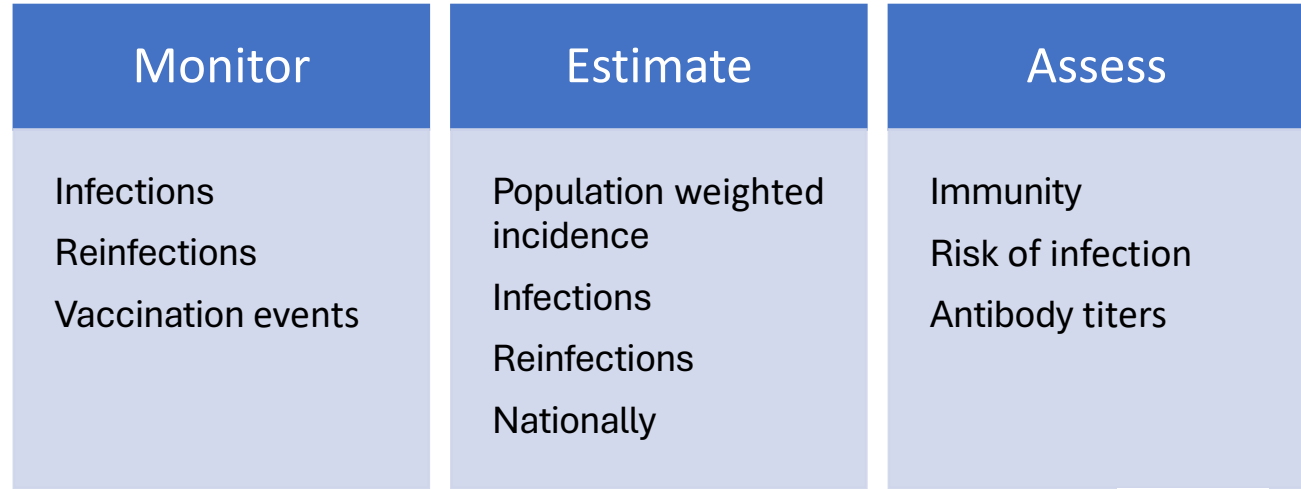 Monitor
Infections
Reinfections
Vaccination events
Estimate
Population weighted
incidence
Infections
Reinfections
Nationally
Assess
Immunity
Risk of infection
Antibody titers